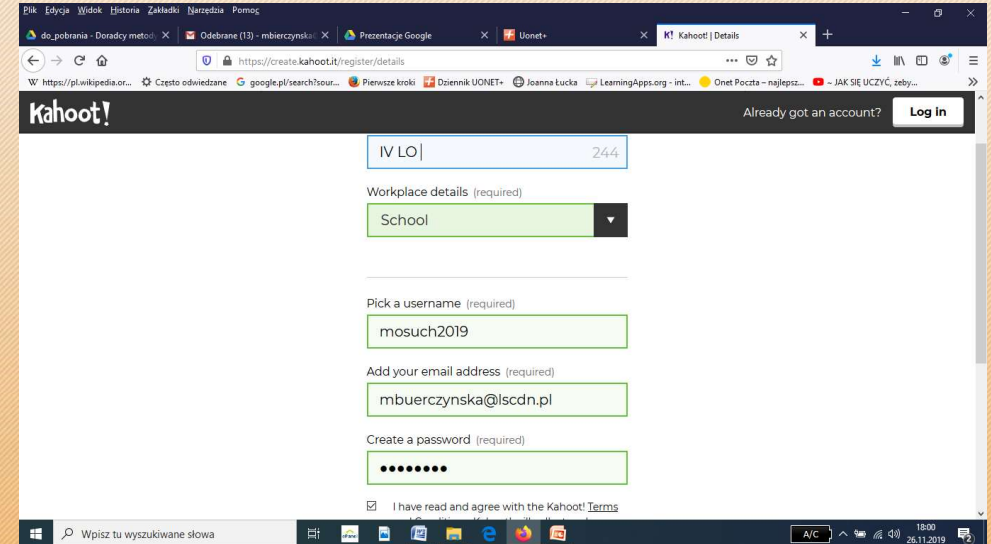 Plik Edycja Widok Historia Zakładki Narzędzia Pomoc
do_pobrania - Doradcy metody Odebrane (13) - mbierczynska Prezentacje Google Uonet+ Kahoot! | Details
https://create.kahoot.it/register/details
https://pl.wikipedia.or... Często odwiedzane google.pl/search?sour... Pierwsze kroki Dziennik UONET+ Joanna Łucka LearningApps.org - int... Onet Poczta – najlepsz... ~ JAK SIĘ UCZYĆ, żeby...
Kahoot! Already got an account? Log in
IV LO 244
Workplace details (required)
School
Pick a username (required)
mosuch2019
Add your email address (required)
mbuerczynska@lscdn.pl
Create a password (required)
●●●●●●●●
I have read and agree with the Kahoot! Terms
Wpisz tu wyszukiwane słowa A/C 18:00
26.11.2019